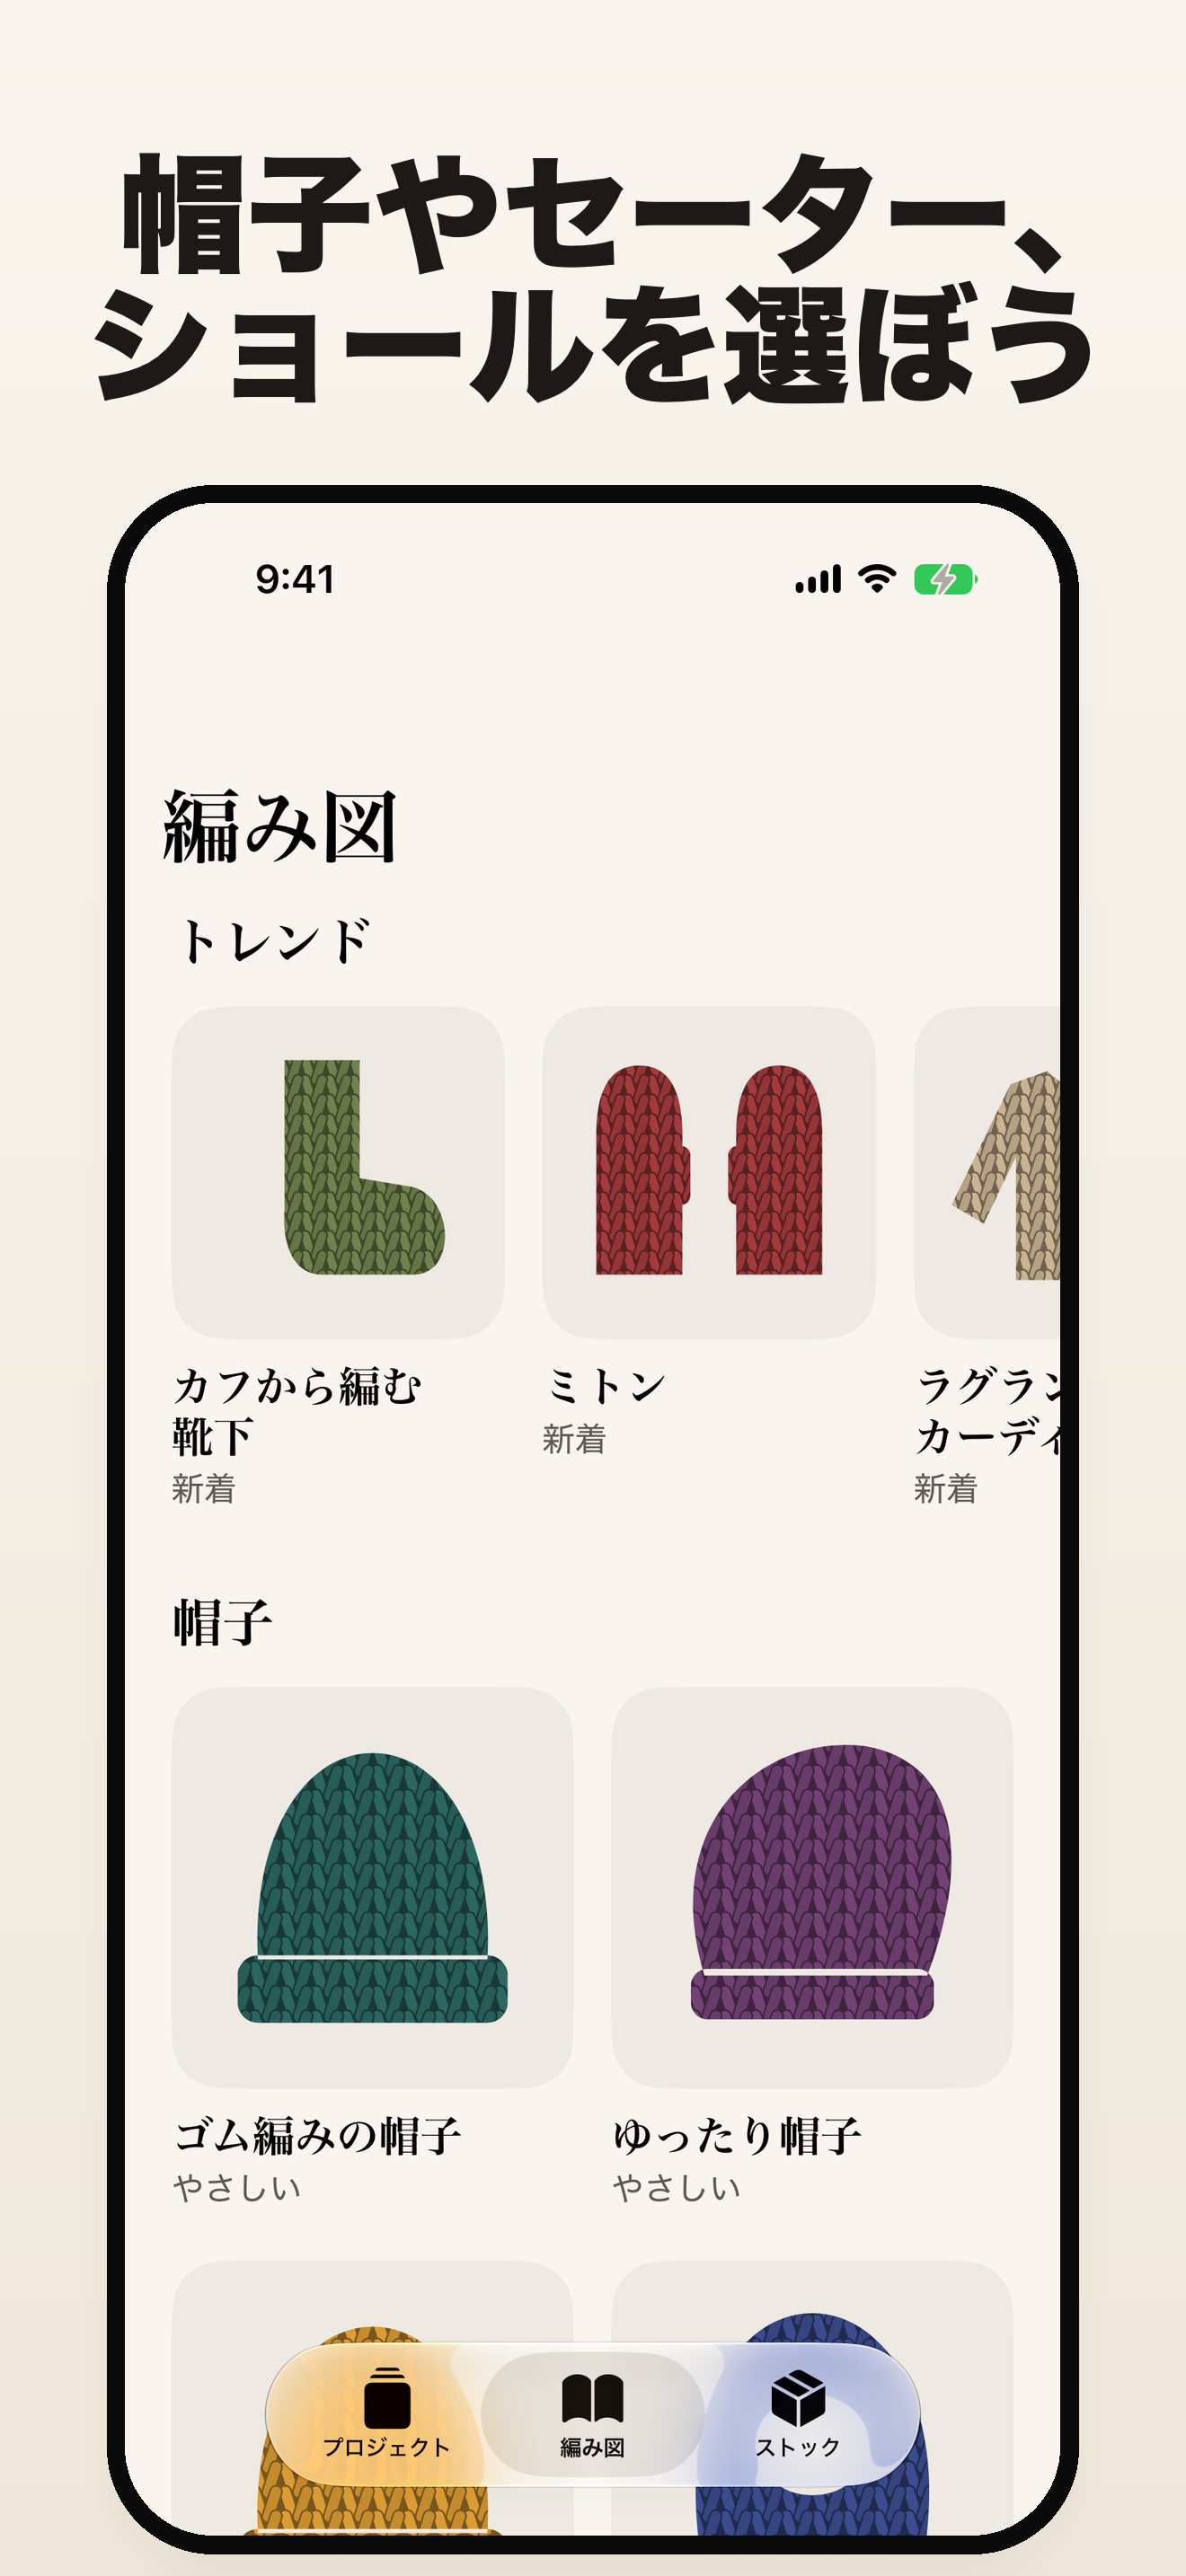 帽子やセーター、
ショールを選ぼう
9:41
編み図
トレンド
カフから編む
靴下
新着
ミトン
新着
ラグラン
カーディ
新着
帽子
ゴム編みの帽子
やさしい
ゆったり帽子
やさしい
プロジェクト
編み図
ストック